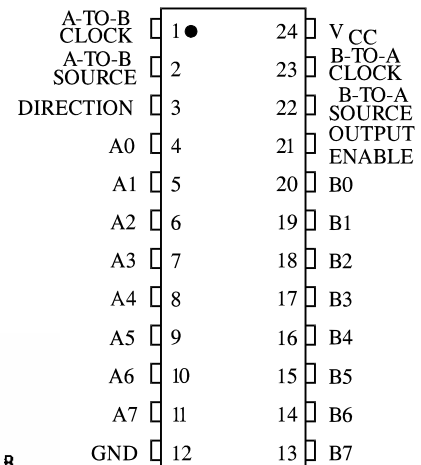 A-TO-B
CLOCK 1 24 VCC
A-TO-B
SOURCE 2 23 B-TO-A
CLOCK
DIRECTION 3 22 B-TO-A
SOURCE
A0 4 21 OUTPUT
ENABLE
A1 5 20 B0
A2 6 19 B1
A3 7 18 B2
A4 8 17 B3
A5 9 16 B4
A6 10 15 B5
A7 11 14 B6
GND 12 13 B7